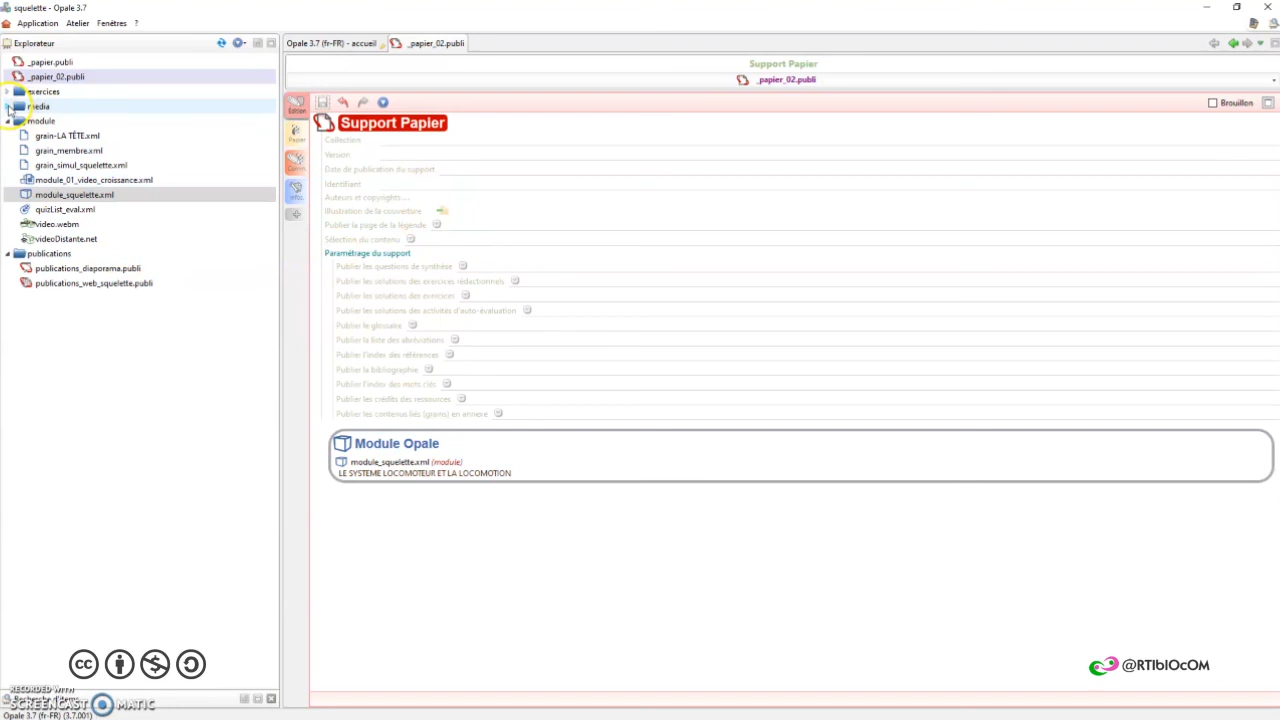 squelette - Opale 3.7
Application Atelier Fenêtres ?
Explorateur
_papier.publi
_papier_02.publi
exercices
media
module
grain-LA TÊTE.xml
grain_membre.xml
grain_simul_squelette.xml
module_01_video_croissance.xml
module_squelette.xml
quizList_eval.xml
video.webm
videoDistante.net
publications
publications_diaporama.publi
publications_web_squelette.publi
Opale 3.7 (fr-FR) - accueil
_papier_02.publi
Support Papier
_papier_02.publi
Edition
Papier
Brouillon
Support Papier
Collection
Version
Date de publication du support
Identifiant
Auteurs et copyrights ...
Illustration de la couverture
Publier la page de la légende
Sélection du contenu
Paramétrage du support
Publier les questions de synthèse
Publier les solutions des exercices rédactionnels
Publier les solutions des exercices
Publier les solutions des activités d'auto-évaluation
Publier le glossaire
Publier la liste des abréviations
Publier l'index des références
Publier la bibliographie
Publier l'index des mots clés
Publier les crédits des ressources
Publier les contenus liés (grains) en annexe
Module Opale
module_squelette.xml (module)
LE SYSTEME LOCOMOTEUR ET LA LOCOMOTION
cc
@RTIbIOcOM
RECORDED WITH
SCREENCAST MATIC
Opale 3.7 (fr-FR) (3.7.001)